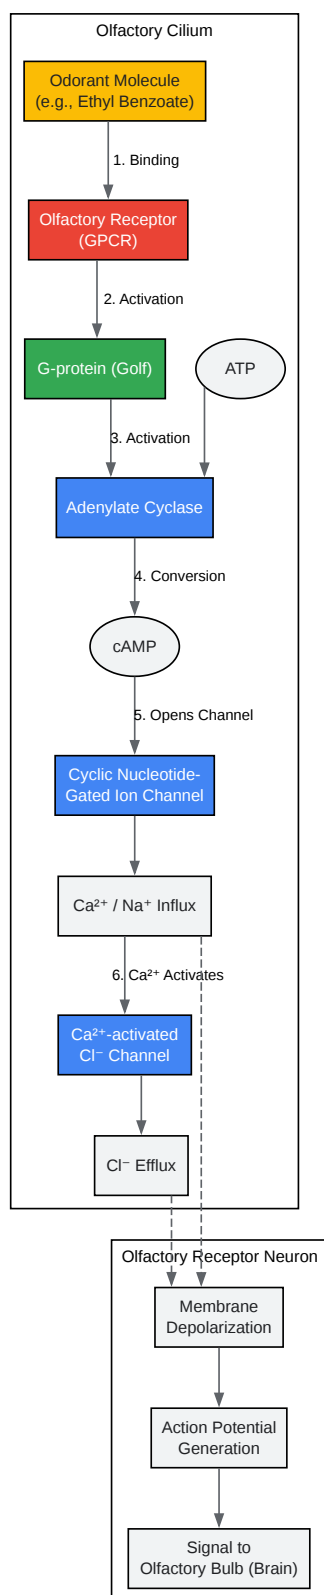 Olfactory Cilium
Odorant Molecule
(e.g., Ethyl Benzoate)
1. Binding
Olfactory Receptor
(GPCR)
2. Activation
G-protein (Golf)
ATP
3. Activation
Adenylate Cyclase
4. Conversion
cAMP
5. Opens Channel
Cyclic Nucleotide-
Gated Ion Channel
Ca²⁺ / Na⁺ Influx
6. Ca²⁺ Activates
Ca²⁺-activated
Cl⁻ Channel
Cl⁻ Efflux
Olfactory Receptor Neuron
Membrane
Depolarization
Action Potential
Generation
Signal to
Olfactory Bulb (Brain)